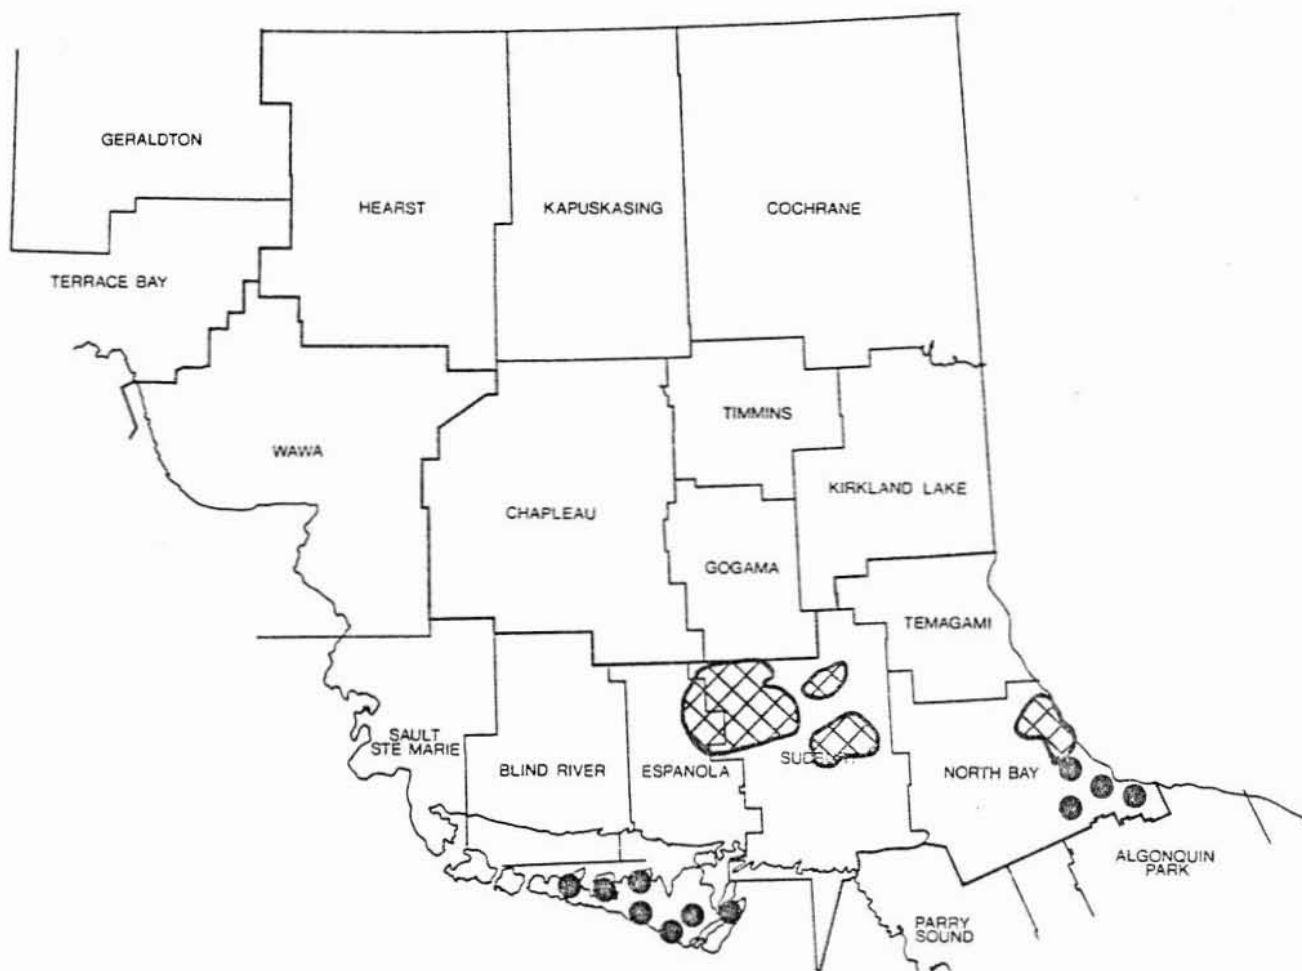 GERALDTON
HEARST
KAPUSKASING
COCHRANE
TERRACE BAY
TIMMINS
WAWA
KIRKLAND LAKE
CHAPLEAU
GOGAMA
TEMAGAMI
SAULT
STE MARIE
BLIND RIVER
ESPANOLA
NORTH BAY
ALGONQUIN
PARK
PARRY
SOUND